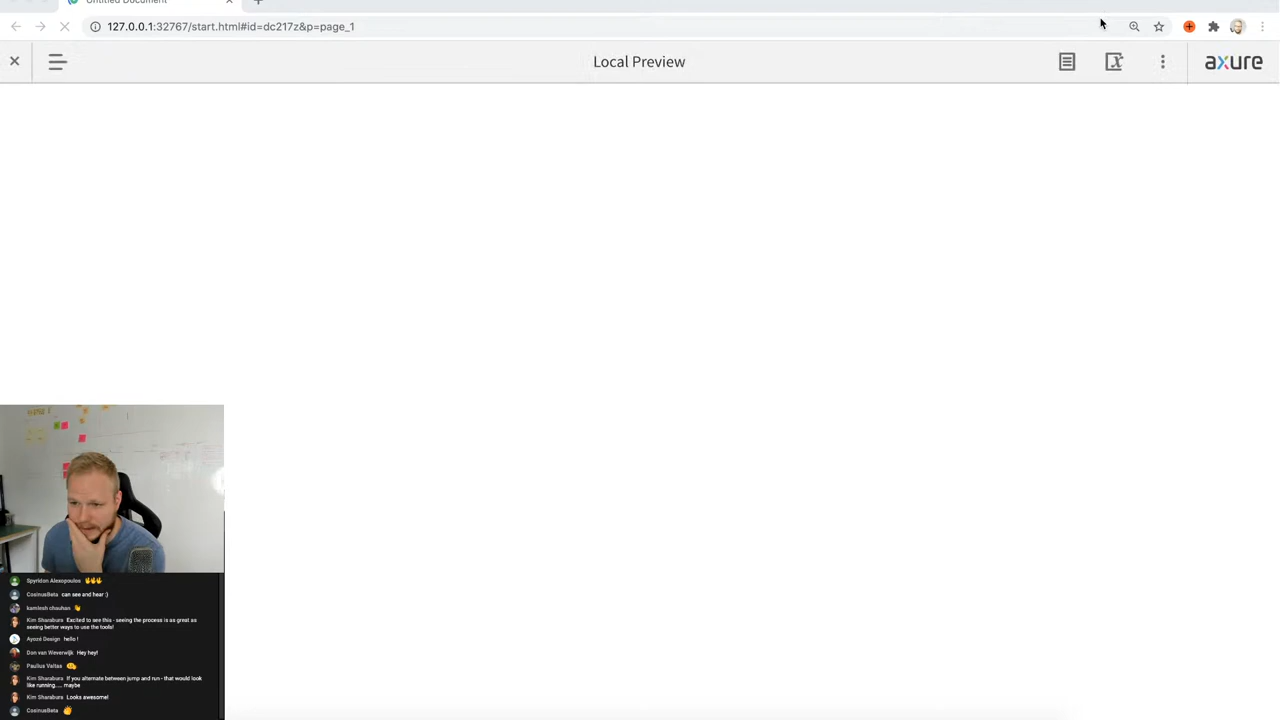 Untitled Document
127.0.0.1:32767/start.html#id=dc217z&p=page_1
Local Preview
axure
Spyridon Alexopoulos
CosinusBeta can see and hear :)
kamlesh chauhan
Kim Sharabura Excited to see this - seeing the process is as great as
seeing better ways to use the tools!
Ayozé Design hello !
Dan van Weverwijk Hey hey!
Paulius Vaitas
Kim Sharabura If you alternate between jump and run - that would look
like running.... maybe
Kim Sharabura Looks awesome!
CosinusBeta